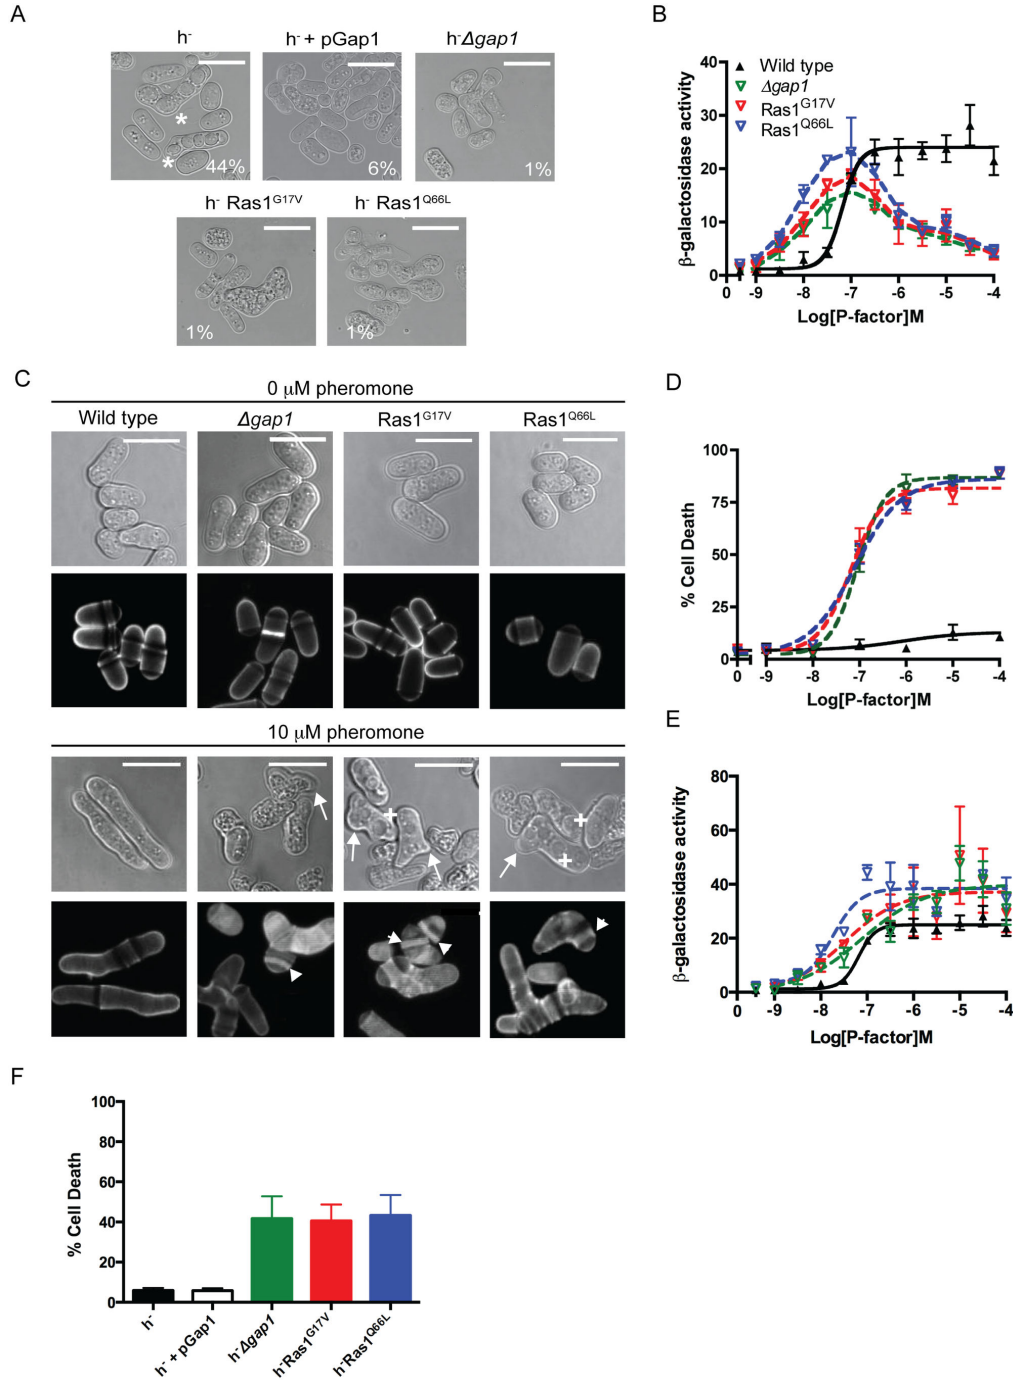 A
h⁻
h⁻ + pGap1
h⁻Δgap1
*
*
44%
6%
1%
h⁻ Ras1ᴳ¹⁷ⱽ
h⁻ Ras1Q66L
1%
1%
B
β-galactosidase activity
40
30
20
10
0
Wild type
Δgap1
Ras1G17V
Ras1Q66L
0 -9 -8 -7 -6 -5 -4
Log[P-factor]M
C
0 μM pheromone
Wild type Δgap1 Ras1G17V Ras1Q66L
10 μM pheromone
+
+
+
D
% Cell Death
100
75
50
25
0
0 -9 -8 -7 -6 -5 -4
Log[P-factor]M
E
β-galactosidase activity
80
60
40
20
0
0 -9 -8 -7 -6 -5 -4
Log[P-factor]M
F
% Cell Death
100
80
60
40
20
0
h⁻
h⁻ + pGap1
h⁻Δgap1
h⁻Ras1G17V
h⁻Ras1Q66L